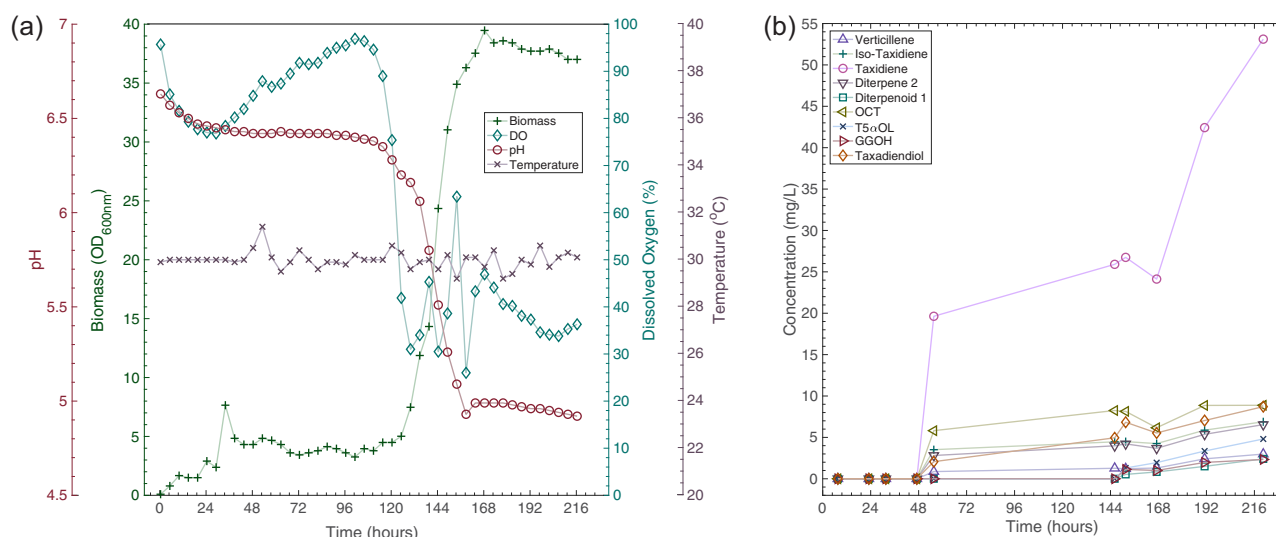 (a)
7
6.5
6
5.5
5
4.5
pH
40
35
30
25
20
15
10
5
0
Biomass (OD600nm)
Biomass
DO
pH
Temperature
100
90
80
70
60
50
40
30
20
10
0
Dissolved Oxygen (%)
40
38
36
34
32
30
28
26
24
22
20
Temperature (°C)
0 24 48 72 96 120 144 168 192 216
Time (hours)
(b)
55
50
45
40
35
30
25
20
15
10
5
0
Concentration (mg/L)
Verticillene
Iso-Taxidiene
Taxidiene
Diterpene 2
Diterpenoid 1
OCT
T5αOL
GGOH
Taxadiendiol
0 24 48 72 96 120 144 168 192 216
Time (hours)